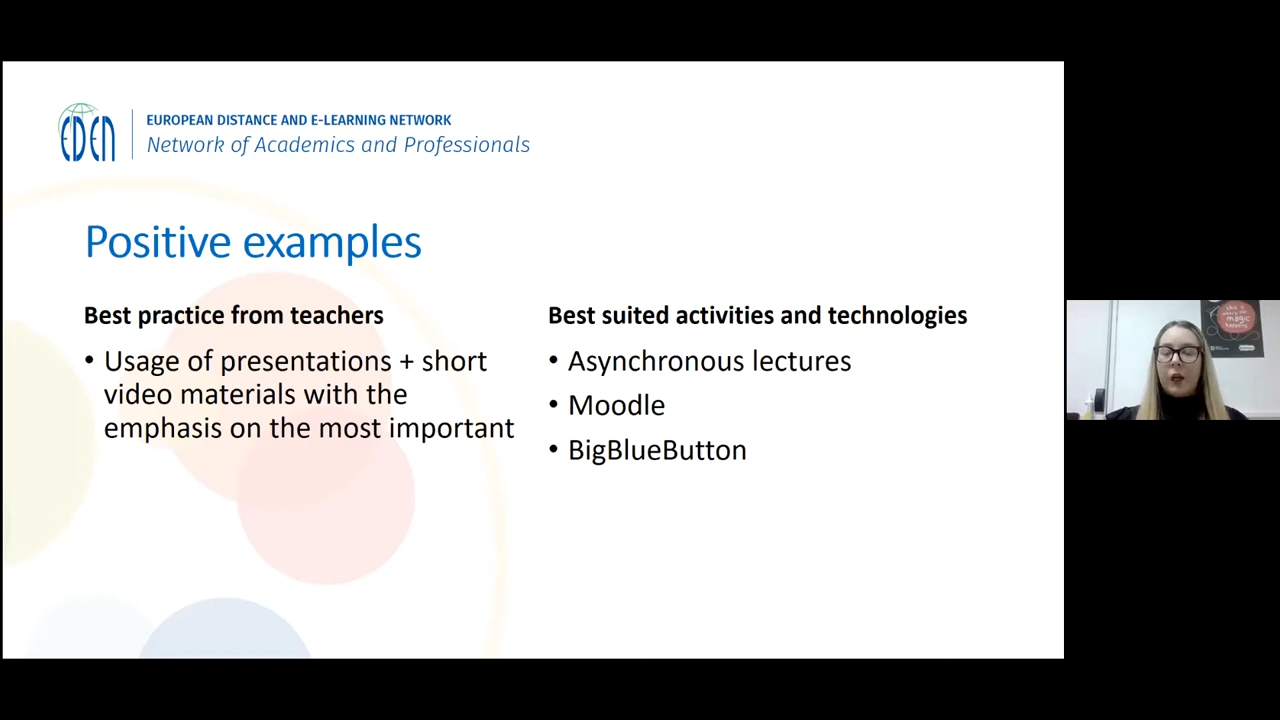 EDEN
EUROPEAN DISTANCE AND E-LEARNING NETWORK
Network of Academics and Professionals
Positive examples
Best practice from teachers
• Usage of presentations + short
video materials with the
emphasis on the most important
Best suited activities and technologies
• Asynchronous lectures
• Moodle
• BigBlueButton
magic
happens